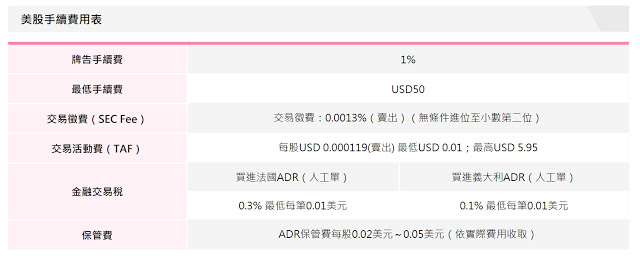 美股手續費用表
牌告手續費 1%
最低手續費 USD50
交易徵費(SEC Fee) 交易徵費:0.0013%(賣出)(無條件進位至小數第二位)
交易活動費(TAF) 每股USD 0.000119(賣出) 最低USD 0.01;最高USD 5.95
金融交易稅 買進法國ADR(人工單) 買進義大利ADR(人工單)
0.3% 最低每筆0.01美元 0.1% 最低每筆0.01美元
保管費 ADR保管費每股0.02美元~0.05美元(依實際費用收取)